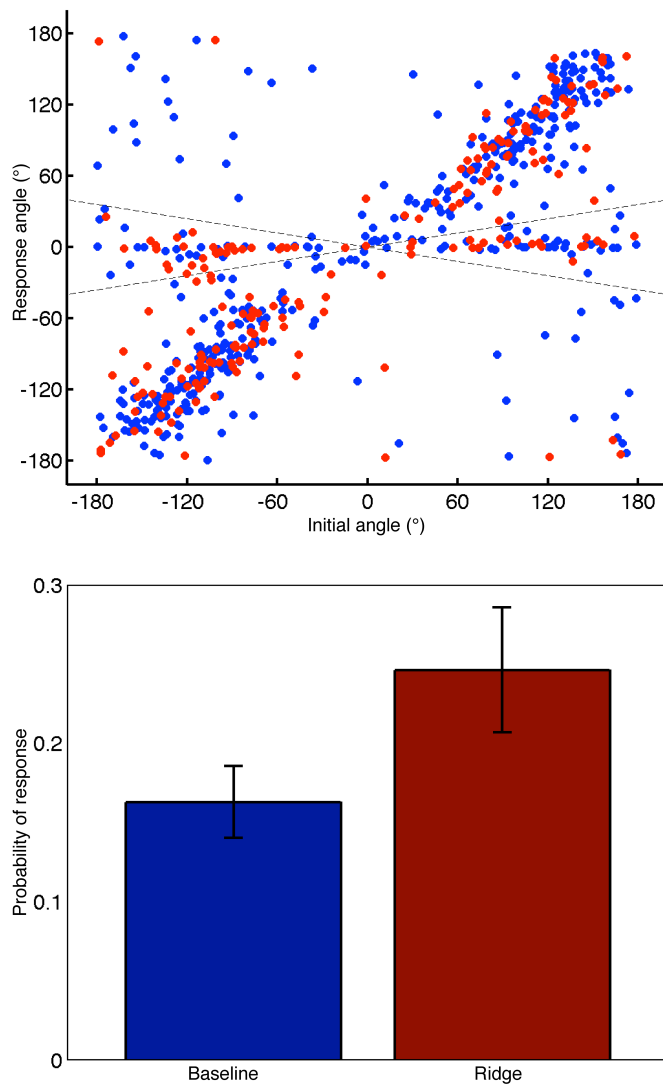 180
120
60
0
-60
-120
-180
Response angle (°)
-180 -120 -60 0 60 120 180
Initial angle (°)
0.3
0.2
0.1
0
Probability of response
Baseline Ridge